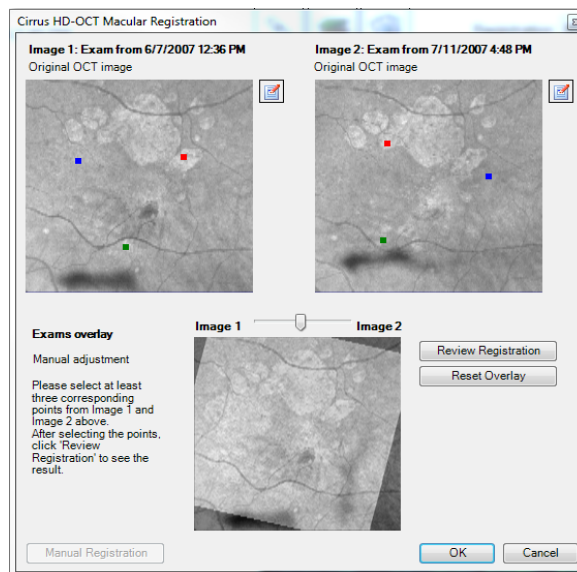 Cirrus HD-OCT Macular Registration
Image 1: Exam from 6/7/2007 12:36 PM
Original OCT image
Image 2: Exam from 7/11/2007 4:48 PM
Original OCT image
Exams overlay
Manual adjustment
Please select at least
three corresponding
points from Image 1 and
Image 2 above.
After selecting the points,
click 'Review
Registration' to see the
result.
Image 1
Image 2
Review Registration
Reset Overlay
Manual Registration
OK
Cancel